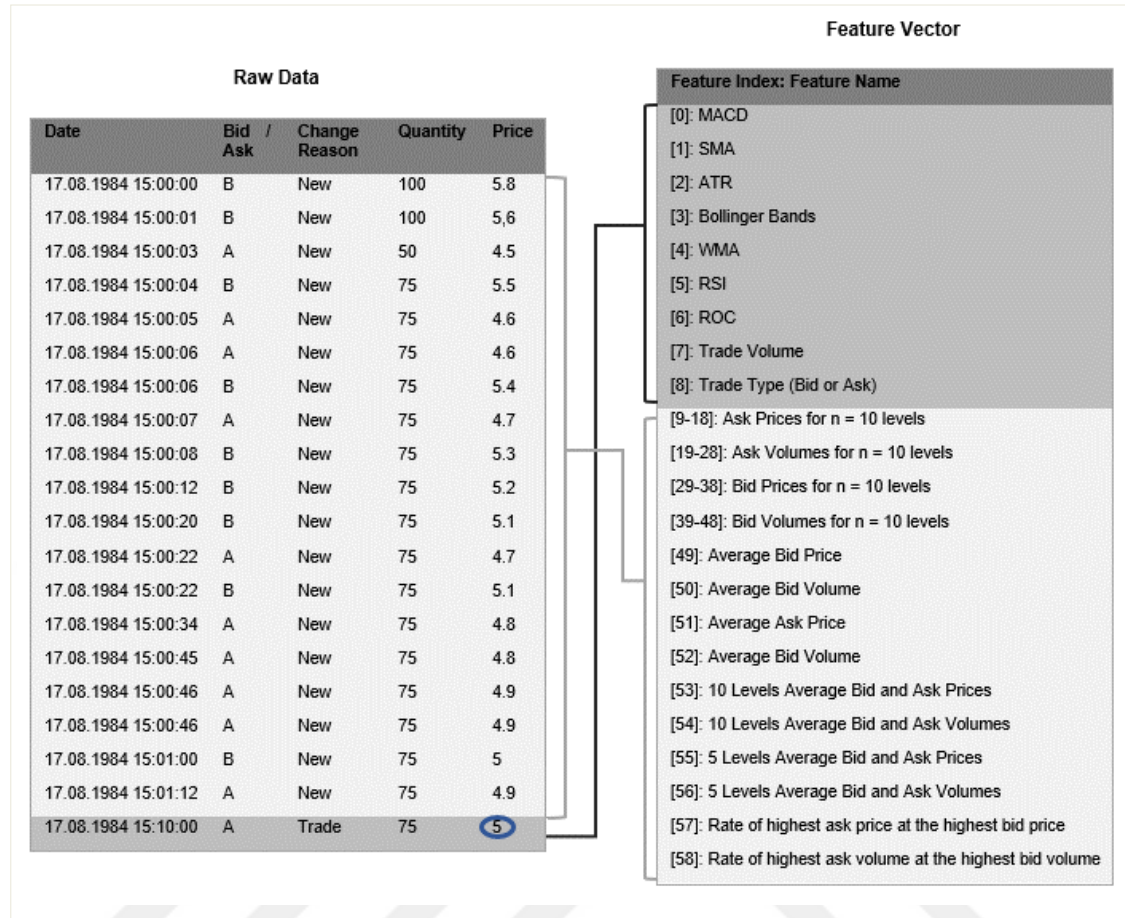 Feature Vector
Raw Data
Date Bid / Ask Change Reason Quantity Price
17.08.1984 15:00:00 B New 100 5.8
17.08.1984 15:00:01 B New 100 5,6
17.08.1984 15:00:03 A New 50 4.5
17.08.1984 15:00:04 B New 75 5.5
17.08.1984 15:00:05 A New 75 4.6
17.08.1984 15:00:06 A New 75 4.6
17.08.1984 15:00:06 B New 75 5.4
17.08.1984 15:00:07 A New 75 4.7
17.08.1984 15:00:08 B New 75 5.3
17.08.1984 15:00:12 B New 75 5.2
17.08.1984 15:00:20 B New 75 5.1
17.08.1984 15:00:22 A New 75 4.7
17.08.1984 15:00:22 B New 75 5.1
17.08.1984 15:00:34 A New 75 4.8
17.08.1984 15:00:45 A New 75 4.8
17.08.1984 15:00:46 A New 75 4.9
17.08.1984 15:00:46 A New 75 4.9
17.08.1984 15:01:00 B New 75 5
17.08.1984 15:01:12 A New 75 4.9
17.08.1984 15:10:00 A Trade 75 5
Feature Index: Feature Name
[0]: MACD
[1]: SMA
[2]: ATR
[3]: Bollinger Bands
[4]: WMA
[5]: RSI
[6]: ROC
[7]: Trade Volume
[8]: Trade Type (Bid or Ask)
[9-18]: Ask Prices for n = 10 levels
[19-28]: Ask Volumes for n = 10 levels
[29-38]: Bid Prices for n = 10 levels
[39-48]: Bid Volumes for n = 10 levels
[49]: Average Bid Price
[50]: Average Bid Volume
[51]: Average Ask Price
[52]: Average Bid Volume
[53]: 10 Levels Average Bid and Ask Prices
[54]: 10 Levels Average Bid and Ask Volumes
[55]: 5 Levels Average Bid and Ask Prices
[56]: 5 Levels Average Bid and Ask Volumes
[57]: Rate of highest ask price at the highest bid price
[58]: Rate of highest ask volume at the highest bid volume